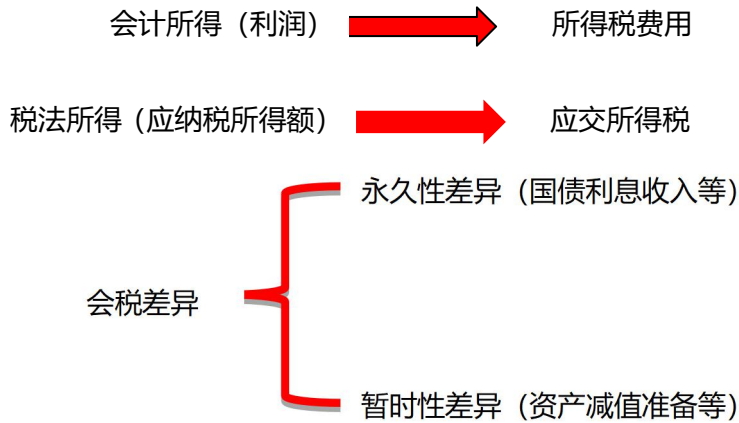 会计所得（利润） 所得税费用
税法所得（应纳税所得额） 应交所得税
永久性差异（国债利息收入等）
会税差异
暂时性差异（资产减值准备等）